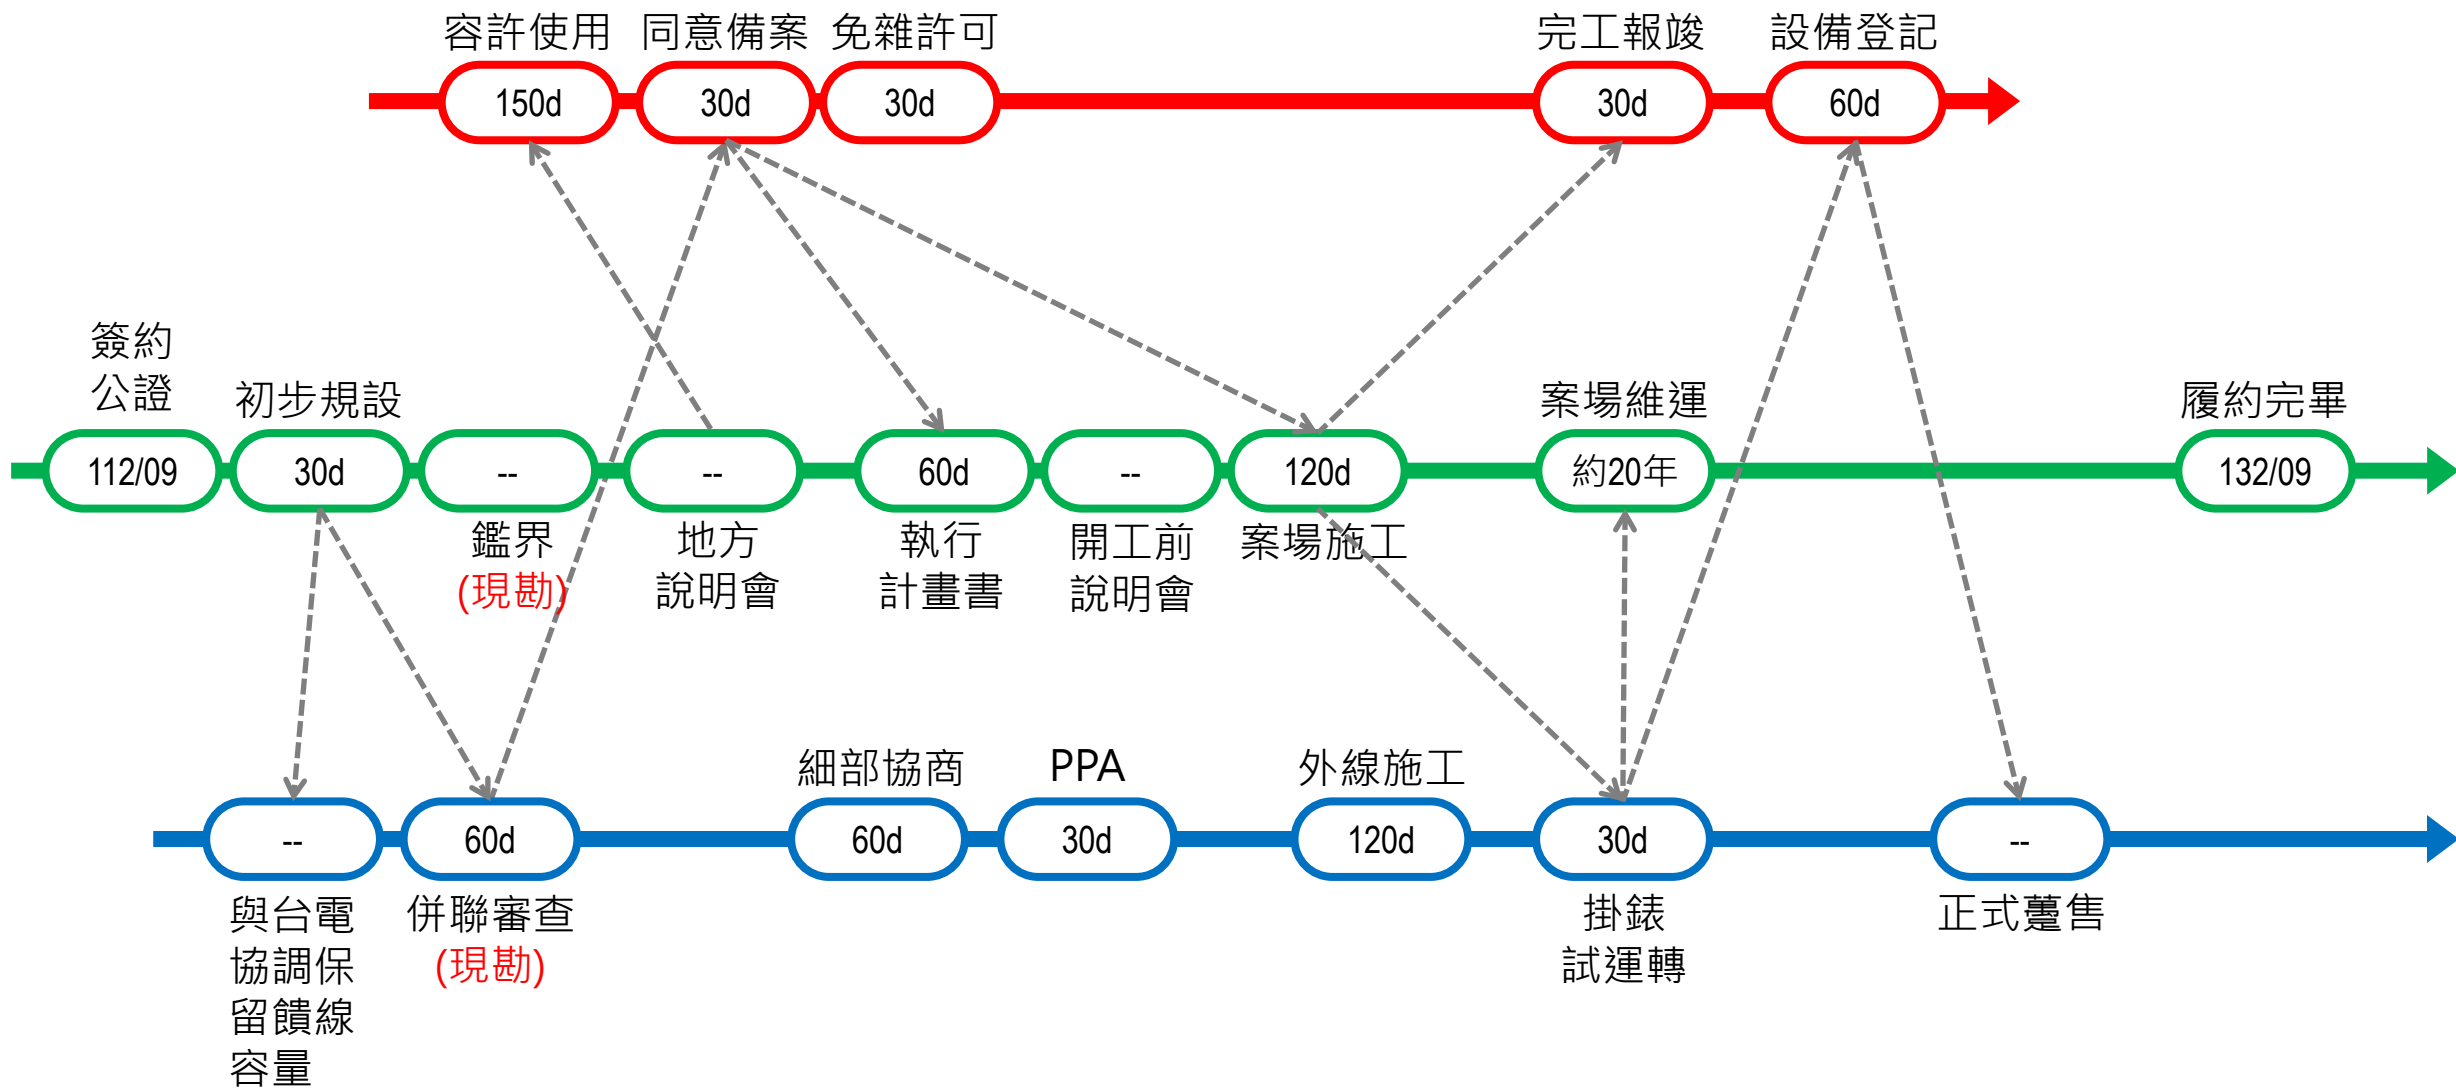 容許使用
同意備案
免雜許可
完工報竣
設備登記
150d
30d
30d
30d
60d
簽約
公證
初步規設
案場維運
履約完畢
112/09
30d
--
--
60d
--
120d
約20年
132/09
鑑界
(現勘)
地方
說明會
執行
計畫書
開工前
說明會
案場施工
細部協商
PPA
外線施工
--
60d
60d
30d
120d
30d
--
與台電
協調保
留饋線
容量
併聯審查
(現勘)
掛錶
試運轉
正式躉售